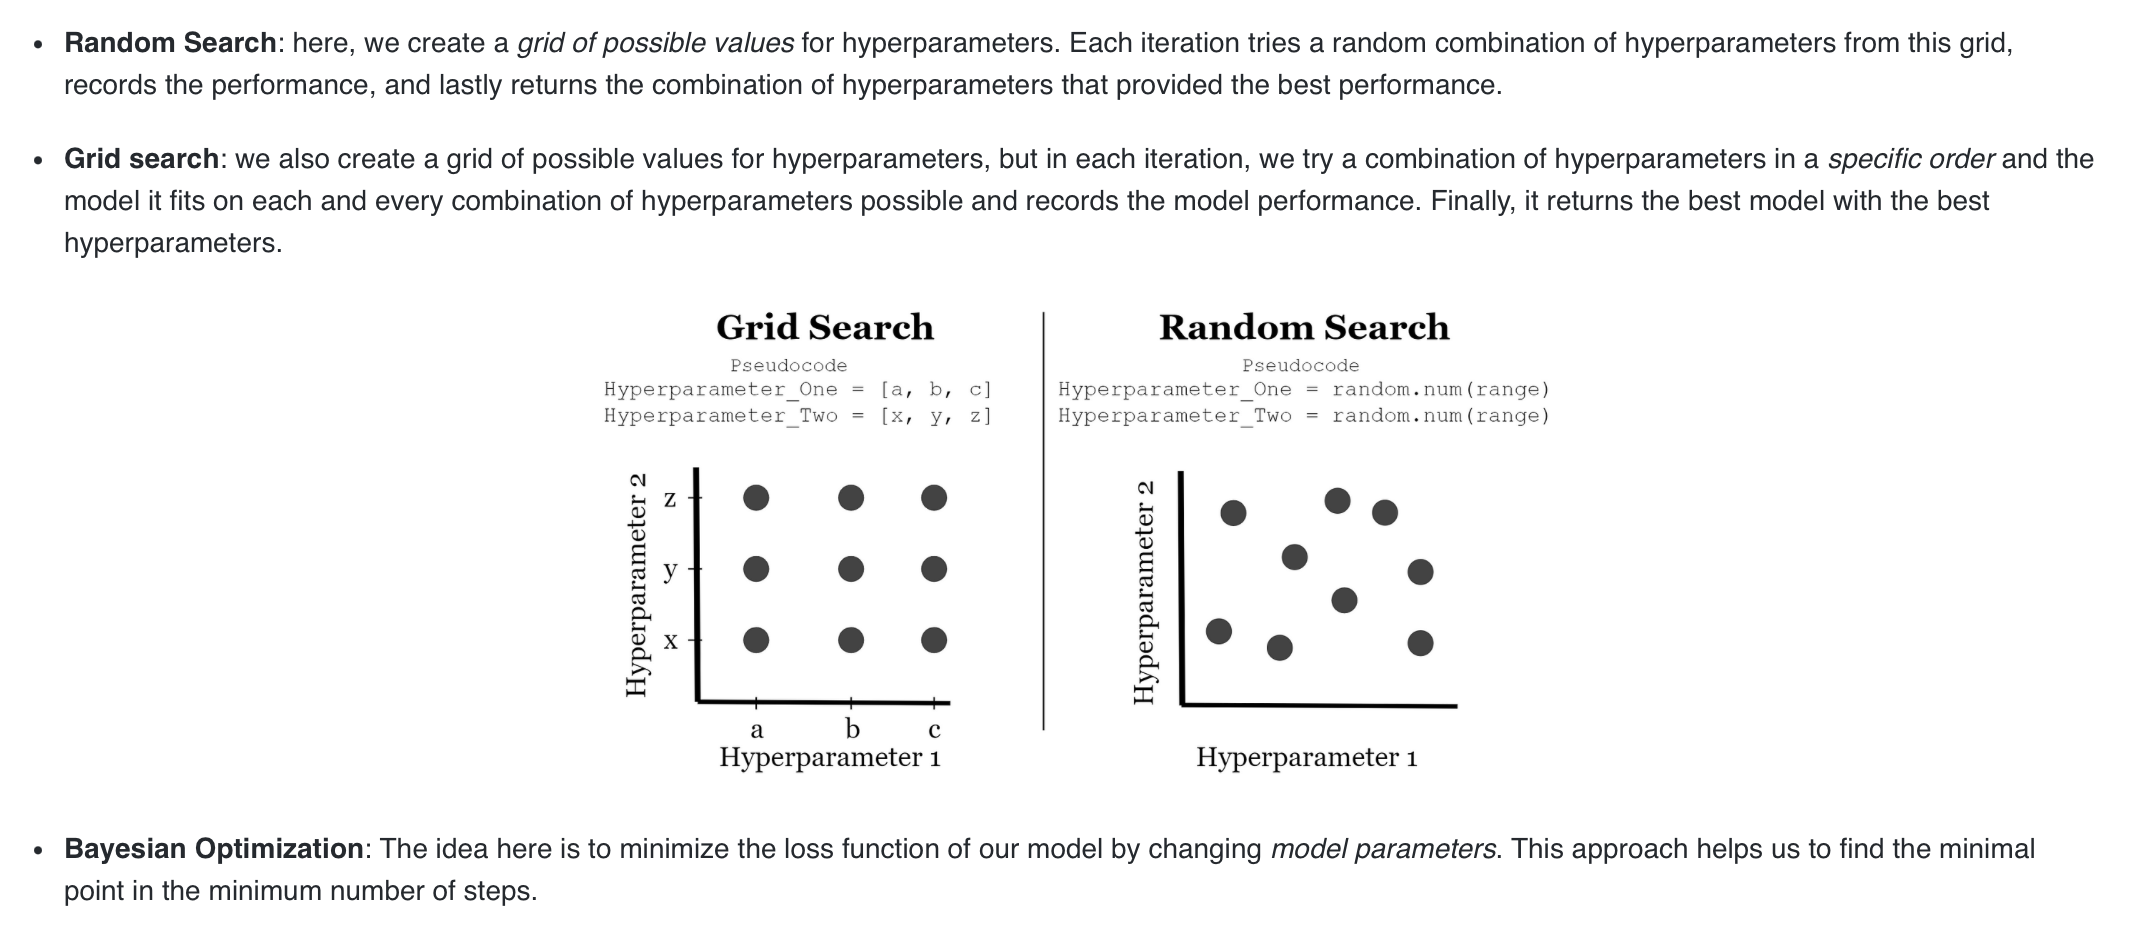 • Random Search: here, we create a grid of possible values for hyperparameters. Each iteration tries a random combination of hyperparameters from this grid,
records the performance, and lastly returns the combination of hyperparameters that provided the best performance.
• Grid search: we also create a grid of possible values for hyperparameters, but in each iteration, we try a combination of hyperparameters in a specific order and the
model it fits on each and every combination of hyperparameters possible and records the model performance. Finally, it returns the best model with the best
hyperparameters.
Grid Search
Pseudocode
Hyperparameter_One = [a, b, c]
Hyperparameter_Two = [x, y, z]
Hyperparameter 2
z
y
x
a b c
Hyperparameter 1
Random Search
Pseudocode
Hyperparameter_One = random.num(range)
Hyperparameter_Two = random.num(range)
Hyperparameter 2
Hyperparameter 1
• Bayesian Optimization: The idea here is to minimize the loss function of our model by changing model parameters. This approach helps us to find the minimal
point in the minimum number of steps.